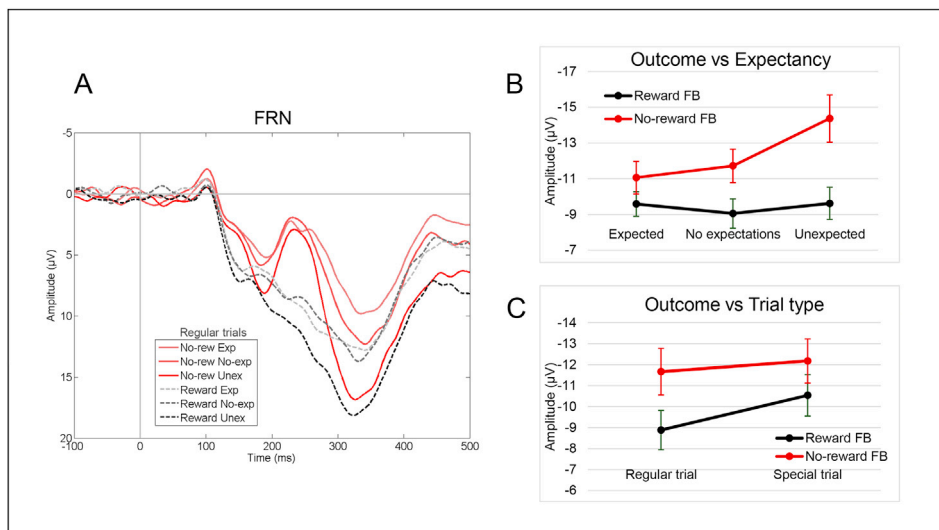 A
FRN
-5
0
5
10
15
20
Amplitude (µV)
Regular trials
No-rew Exp
No-rew No-exp
No-rew Unex
Reward Exp
Reward No-exp
Reward Unex
-100 0 100 200 300 400 500
Time (ms)
B
Outcome vs Expectancy
-17
-15
-13
-11
-9
-7
Amplitude (µV)
Reward FB
No-reward FB
Expected No expectations Unexpected
C
Outcome vs Trial type
-14
-13
-12
-11
-10
-9
-8
-7
-6
Amplitude (µV)
Reward FB
No-reward FB
Regular trial Special trial